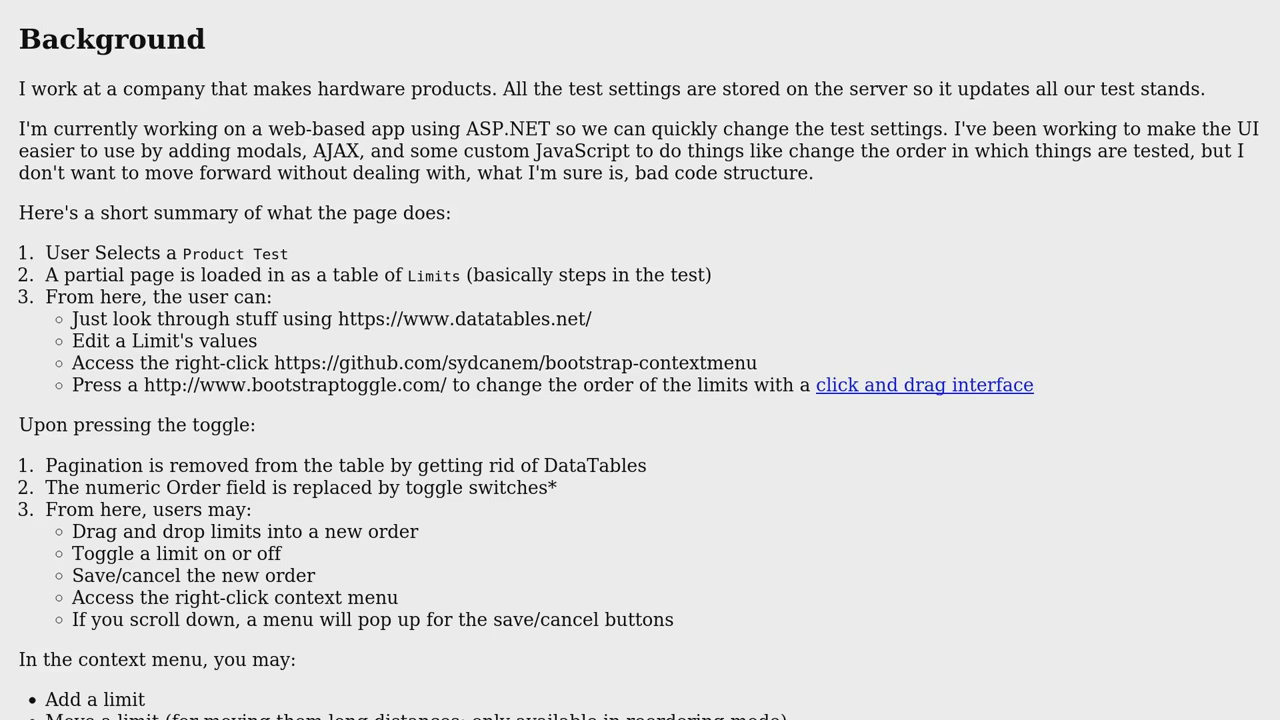 Background
I work at a company that makes hardware products. All the test settings are stored on the server so it updates all our test stands.
I'm currently working on a web-based app using ASP.NET so we can quickly change the test settings. I've been working to make the UI
easier to use by adding modals, AJAX, and some custom JavaScript to do things like change the order in which things are tested, but I
don't want to move forward without dealing with, what I'm sure is, bad code structure.
Here's a short summary of what the page does:
1. User Selects a Product Test
2. A partial page is loaded in as a table of Limits (basically steps in the test)
3. From here, the user can:
◦ Just look through stuff using https://www.datatables.net/
◦ Edit a Limit's values
◦ Access the right-click https://github.com/sydcanem/bootstrap-contextmenu
◦ Press a http://www.bootstraptoggle.com/ to change the order of the limits with a click and drag interface
Upon pressing the toggle:
1. Pagination is removed from the table by getting rid of DataTables
2. The numeric Order field is replaced by toggle switches*
3. From here, users may:
◦ Drag and drop limits into a new order
◦ Toggle a limit on or off
◦ Save/cancel the new order
◦ Access the right-click context menu
◦ If you scroll down, a menu will pop up for the save/cancel buttons
In the context menu, you may:
• Add a limit
• Move a limit (for moving them long distances; only available in reordering mode)